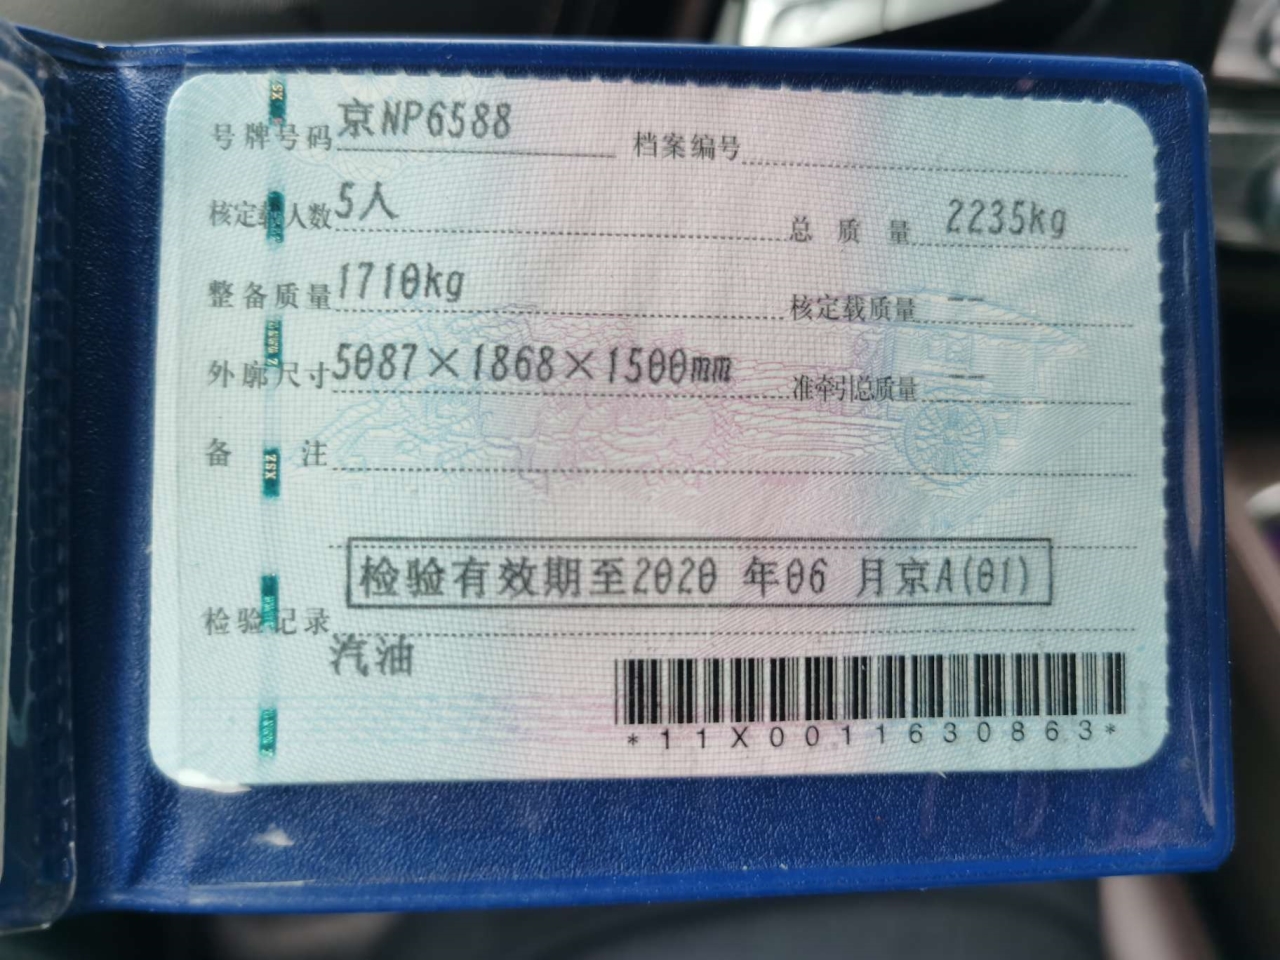 号牌号码 京NP6588 档案编号
核定载人数 5人 总质量 2235kg
整备质量 1710kg 核定载质量 --
外廓尺寸 5087×1868×1500mm 准牵引总质量 --
备注
检验有效期至2020 年06 月京A(01)
检验记录
汽油
*11X0011630863*